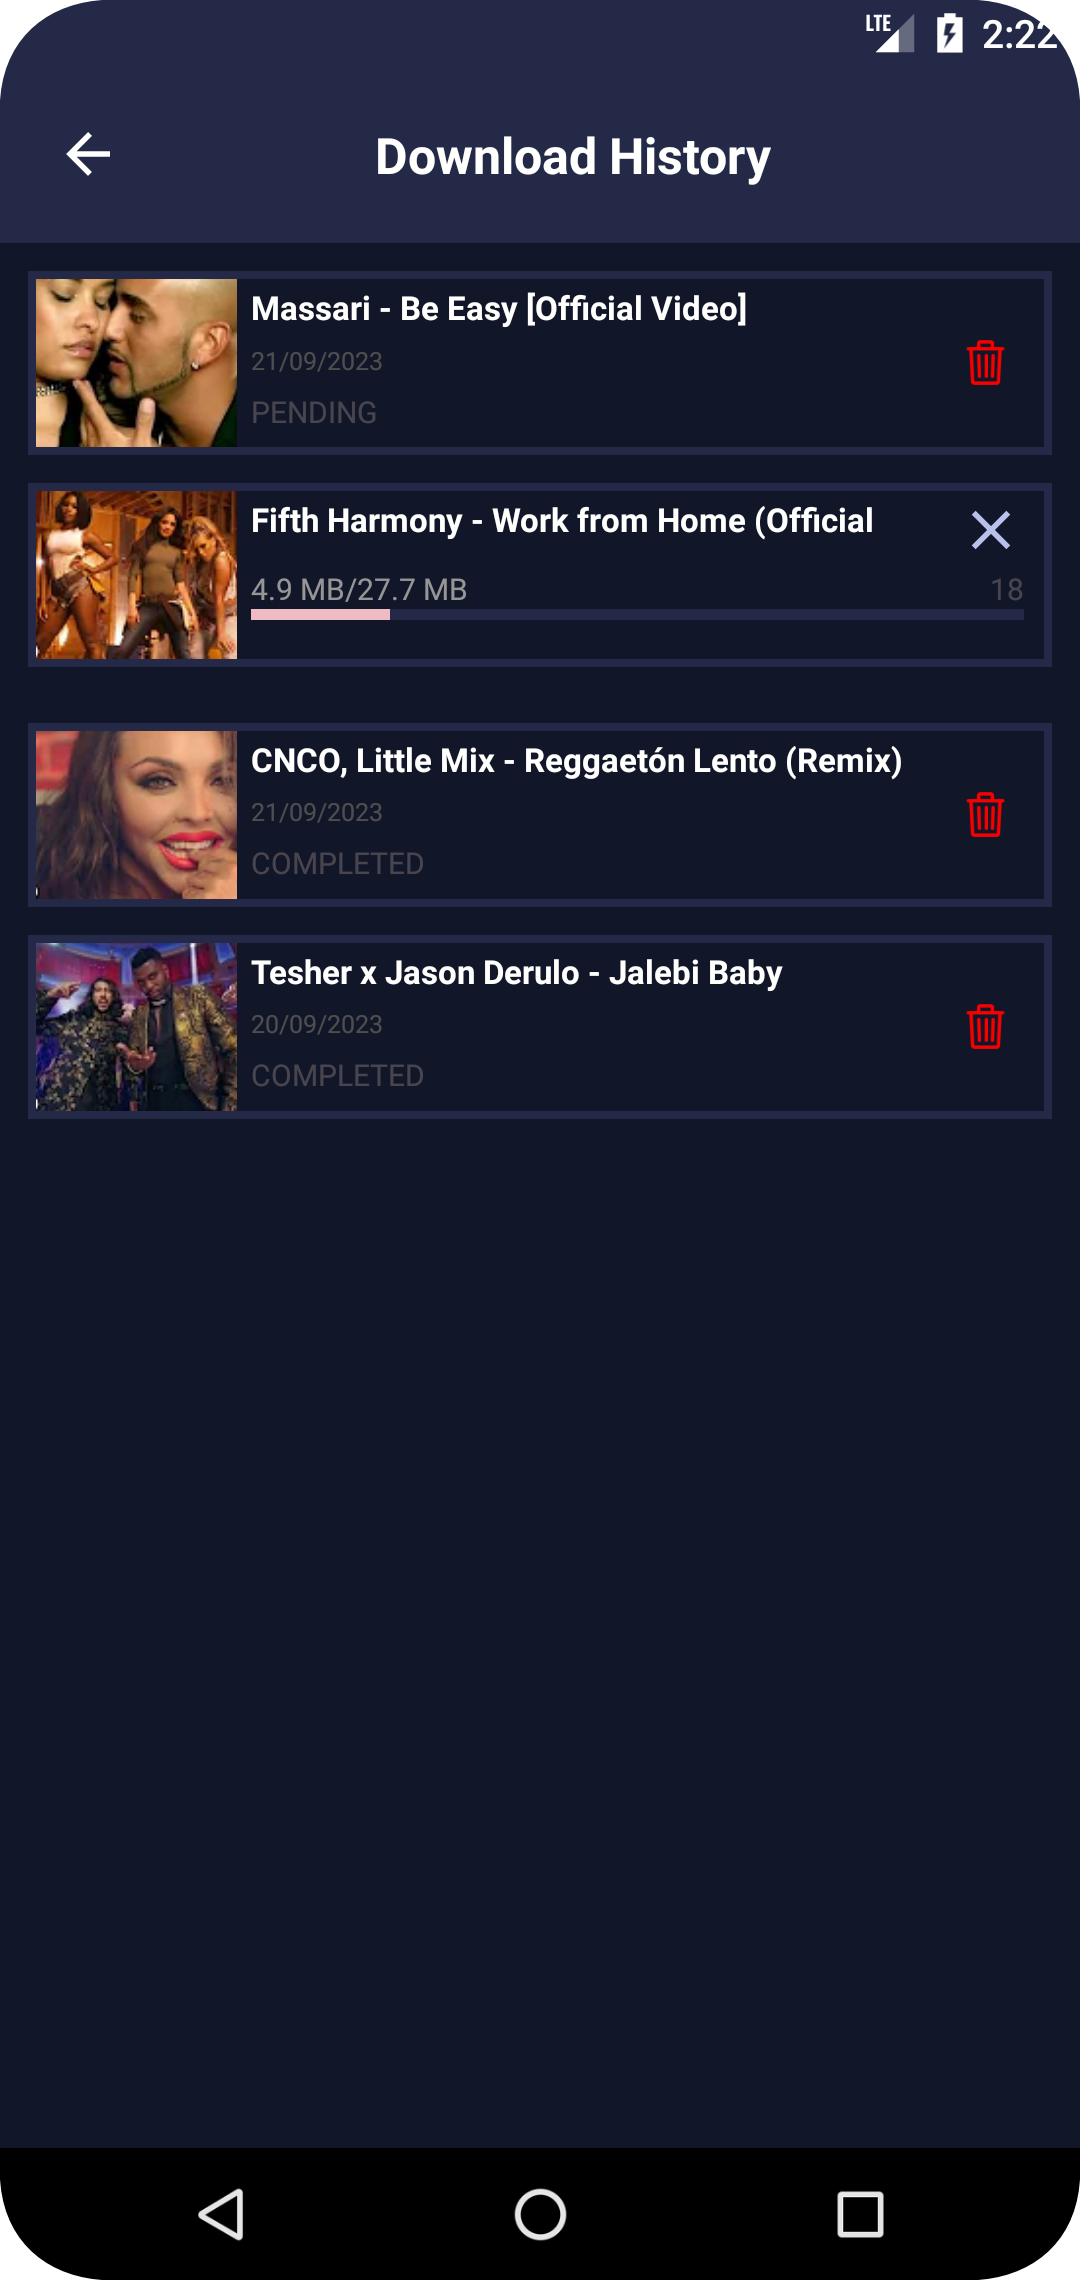 LTE 2:22
Download History
Massari - Be Easy [Official Video]
21/09/2023
PENDING
Fifth Harmony - Work from Home (Official
4.9 MB/27.7 MB 18
CNCO, Little Mix - Reggaetón Lento (Remix)
21/09/2023
COMPLETED
Tesher x Jason Derulo - Jalebi Baby
20/09/2023
COMPLETED